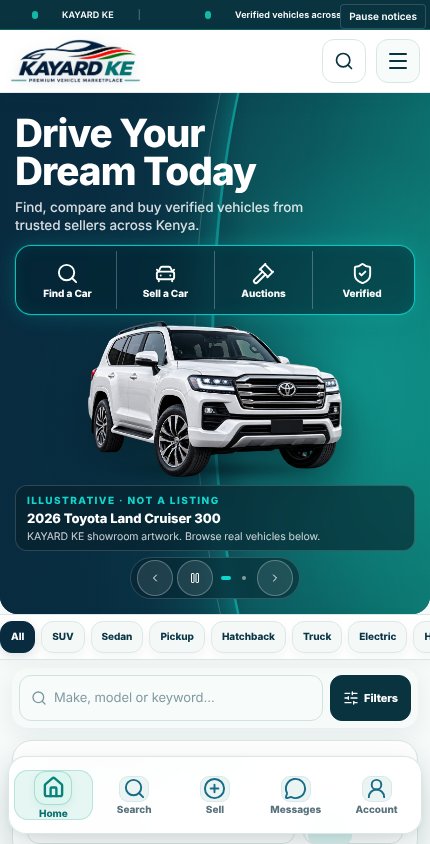 KAYARD KE
Verified vehicles across
Pause notices
KAYARD KE
PREMIUM VEHICLE MARKETPLACE
Drive Your
Dream Today
Find, compare and buy verified vehicles from
trusted sellers across Kenya.
Find a Car
Sell a Car
Auctions
Verified
ILLUSTRATIVE · NOT A LISTING
2026 Toyota Land Cruiser 300
KAYARD KE showroom artwork. Browse real vehicles below.
All
SUV
Sedan
Pickup
Hatchback
Truck
Electric
H
Make, model or keyword...
Filters
Home
Search
Sell
Messages
Account